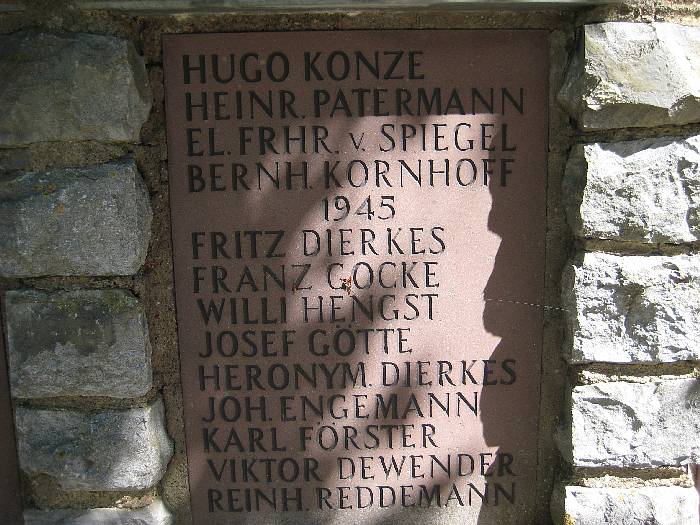 HUGO KONZE
HEINR. PATERMANN
EL. FRHR. v. SPIEGEL
BERNH. KORNHOFF
1945
FRITZ DIERKES
FRANZ GOCKE
WILLI HENGST
JOSEF GÖTTE
HERONYM. DIERKES
JOH. ENGEMANN
KARL FÖRSTER
VIKTOR DEWENDER
REINH. REDDEMANN